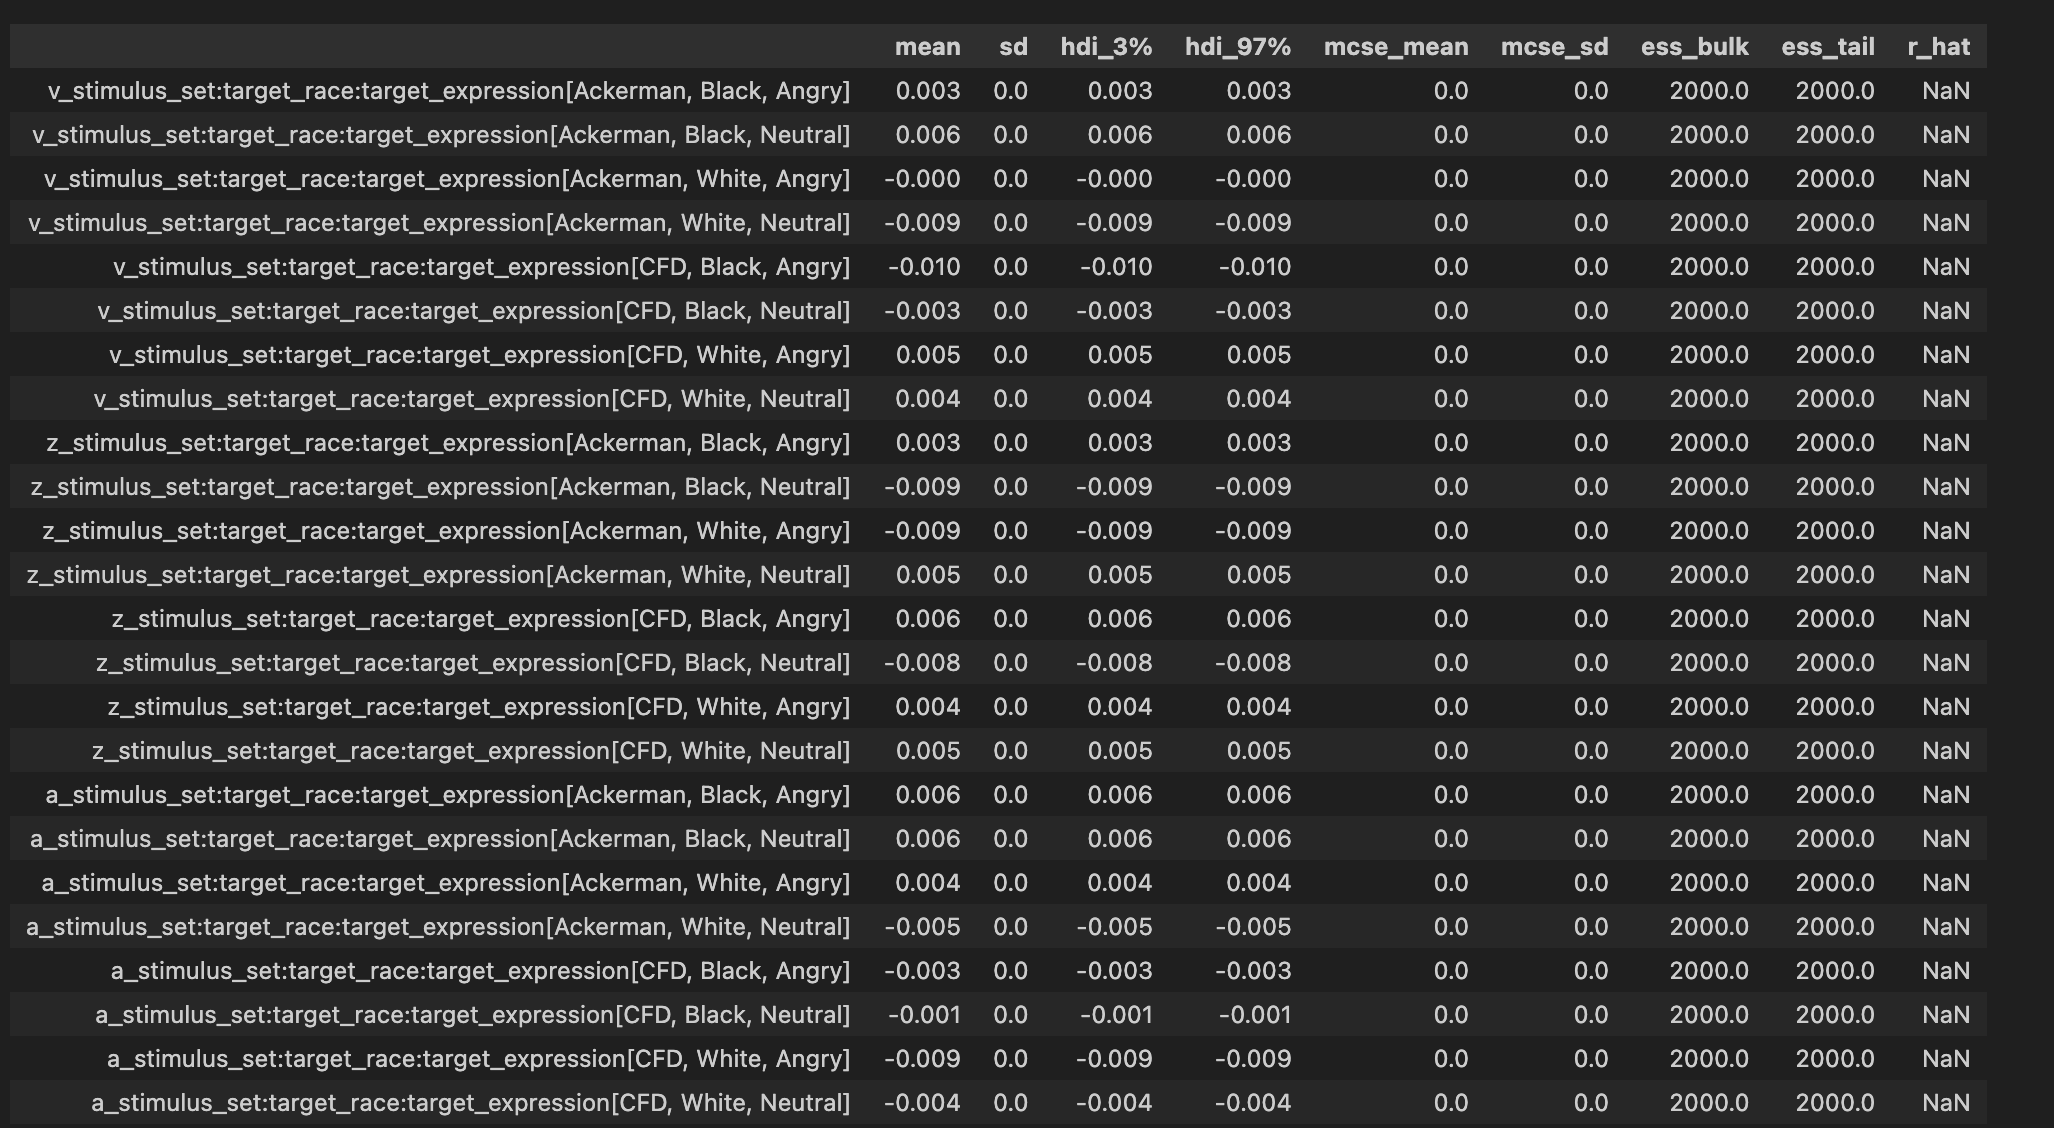 mean sd hdi_3% hdi_97% mcse_mean mcse_sd ess_bulk ess_tail r_hat
v_stimulus_set:target_race:target_expression[Ackerman, Black, Angry] 0.003 0.0 0.003 0.003 0.0 0.0 2000.0 2000.0 NaN
v_stimulus_set:target_race:target_expression[Ackerman, Black, Neutral] 0.006 0.0 0.006 0.006 0.0 0.0 2000.0 2000.0 NaN
v_stimulus_set:target_race:target_expression[Ackerman, White, Angry] -0.000 0.0 -0.000 -0.000 0.0 0.0 2000.0 2000.0 NaN
v_stimulus_set:target_race:target_expression[Ackerman, White, Neutral] -0.009 0.0 -0.009 -0.009 0.0 0.0 2000.0 2000.0 NaN
v_stimulus_set:target_race:target_expression[CFD, Black, Angry] -0.010 0.0 -0.010 -0.010 0.0 0.0 2000.0 2000.0 NaN
v_stimulus_set:target_race:target_expression[CFD, Black, Neutral] -0.003 0.0 -0.003 -0.003 0.0 0.0 2000.0 2000.0 NaN
v_stimulus_set:target_race:target_expression[CFD, White, Angry] 0.005 0.0 0.005 0.005 0.0 0.0 2000.0 2000.0 NaN
v_stimulus_set:target_race:target_expression[CFD, White, Neutral] 0.004 0.0 0.004 0.004 0.0 0.0 2000.0 2000.0 NaN
z_stimulus_set:target_race:target_expression[Ackerman, Black, Angry] 0.003 0.0 0.003 0.003 0.0 0.0 2000.0 2000.0 NaN
z_stimulus_set:target_race:target_expression[Ackerman, Black, Neutral] -0.009 0.0 -0.009 -0.009 0.0 0.0 2000.0 2000.0 NaN
z_stimulus_set:target_race:target_expression[Ackerman, White, Angry] -0.009 0.0 -0.009 -0.009 0.0 0.0 2000.0 2000.0 NaN
z_stimulus_set:target_race:target_expression[Ackerman, White, Neutral] 0.005 0.0 0.005 0.005 0.0 0.0 2000.0 2000.0 NaN
z_stimulus_set:target_race:target_expression[CFD, Black, Angry] 0.006 0.0 0.006 0.006 0.0 0.0 2000.0 2000.0 NaN
z_stimulus_set:target_race:target_expression[CFD, Black, Neutral] -0.008 0.0 -0.008 -0.008 0.0 0.0 2000.0 2000.0 NaN
z_stimulus_set:target_race:target_expression[CFD, White, Angry] 0.004 0.0 0.004 0.004 0.0 0.0 2000.0 2000.0 NaN
z_stimulus_set:target_race:target_expression[CFD, White, Neutral] 0.005 0.0 0.005 0.005 0.0 0.0 2000.0 2000.0 NaN
a_stimulus_set:target_race:target_expression[Ackerman, Black, Angry] 0.006 0.0 0.006 0.006 0.0 0.0 2000.0 2000.0 NaN
a_stimulus_set:target_race:target_expression[Ackerman, Black, Neutral] 0.006 0.0 0.006 0.006 0.0 0.0 2000.0 2000.0 NaN
a_stimulus_set:target_race:target_expression[Ackerman, White, Angry] 0.004 0.0 0.004 0.004 0.0 0.0 2000.0 2000.0 NaN
a_stimulus_set:target_race:target_expression[Ackerman, White, Neutral] -0.005 0.0 -0.005 -0.005 0.0 0.0 2000.0 2000.0 NaN
a_stimulus_set:target_race:target_expression[CFD, Black, Angry] -0.003 0.0 -0.003 -0.003 0.0 0.0 2000.0 2000.0 NaN
a_stimulus_set:target_race:target_expression[CFD, Black, Neutral] -0.001 0.0 -0.001 -0.001 0.0 0.0 2000.0 2000.0 NaN
a_stimulus_set:target_race:target_expression[CFD, White, Angry] -0.009 0.0 -0.009 -0.009 0.0 0.0 2000.0 2000.0 NaN
a_stimulus_set:target_race:target_expression[CFD, White, Neutral] -0.004 0.0 -0.004 -0.004 0.0 0.0 2000.0 2000.0 NaN